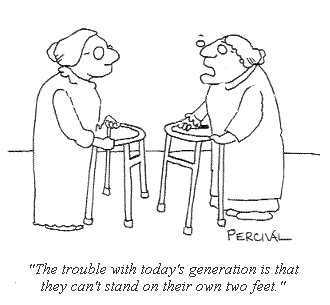 PERCIVAL
"The trouble with today's generation is that
they can't stand on their own two feet."